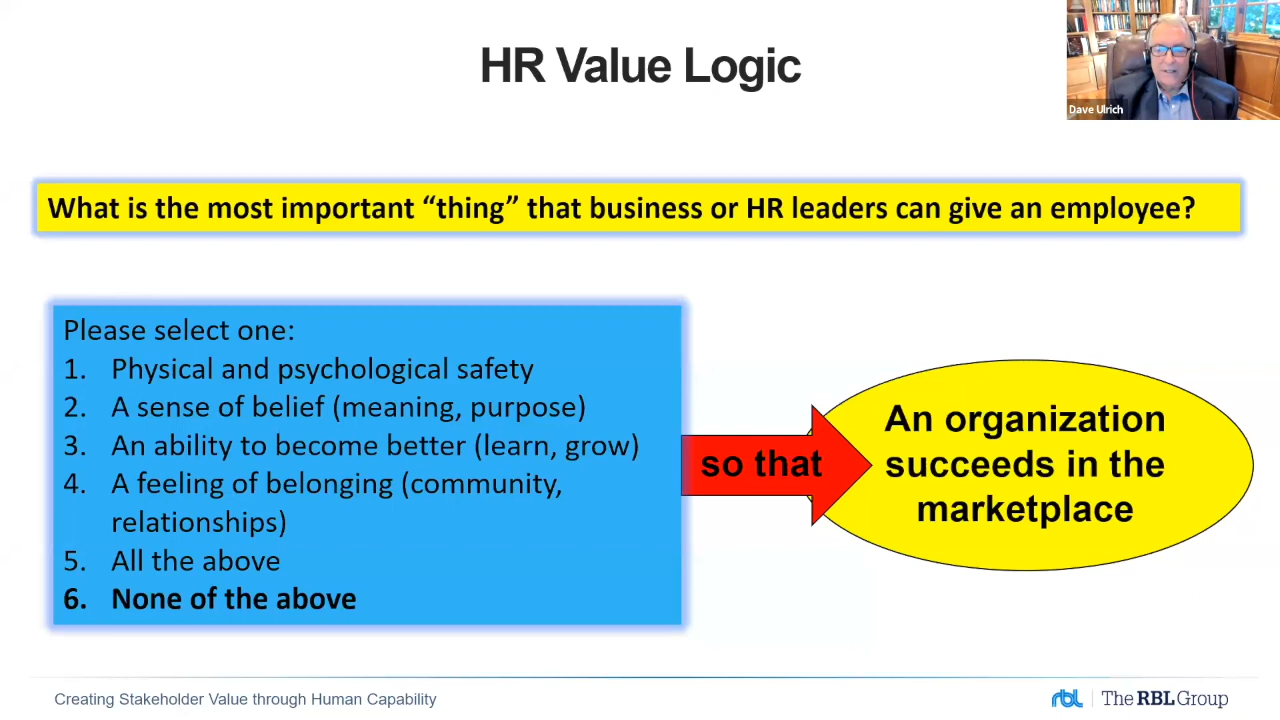 HR Value Logic
Dave Ulrich
What is the most important “thing” that business or HR leaders can give an employee?
Please select one:
1. Physical and psychological safety
2. A sense of belief (meaning, purpose)
3. An ability to become better (learn, grow)
4. A feeling of belonging (community,
relationships)
5. All the above
6. None of the above
so that
An organization
succeeds in the
marketplace
Creating Stakeholder Value through Human Capability
rbl The RBL Group